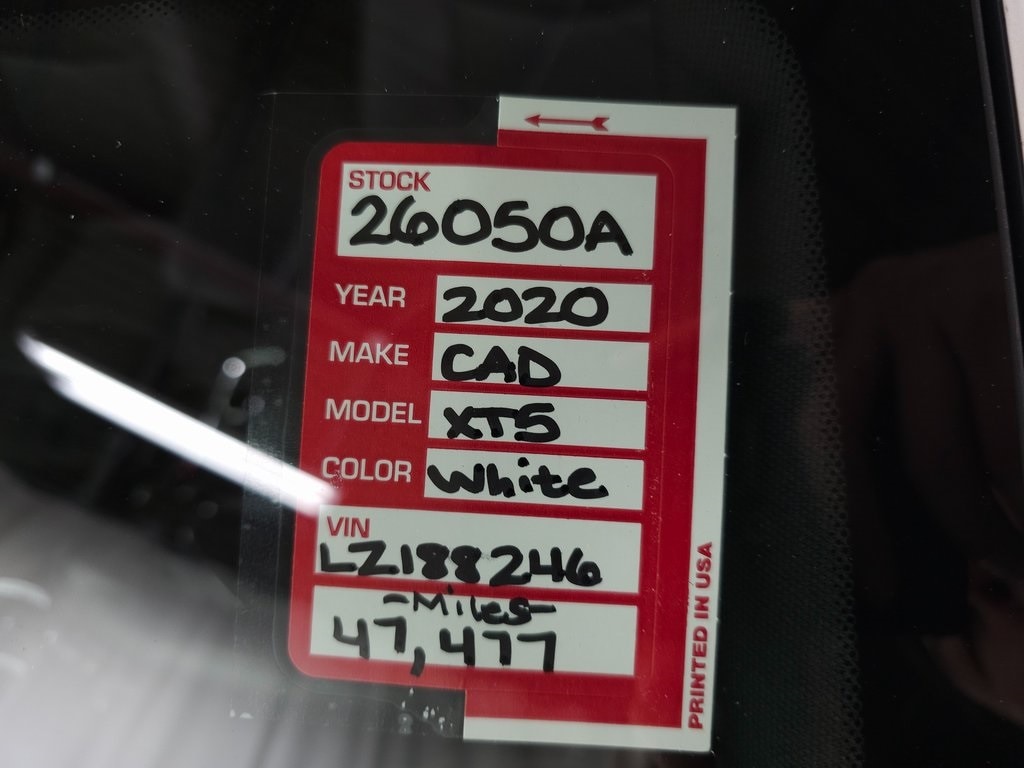 STOCK
26050A
YEAR 2020
MAKE CAD
MODEL XT5
COLOR White
VIN
LZ188246
-Miles-
47,477
PRINTED IN USA